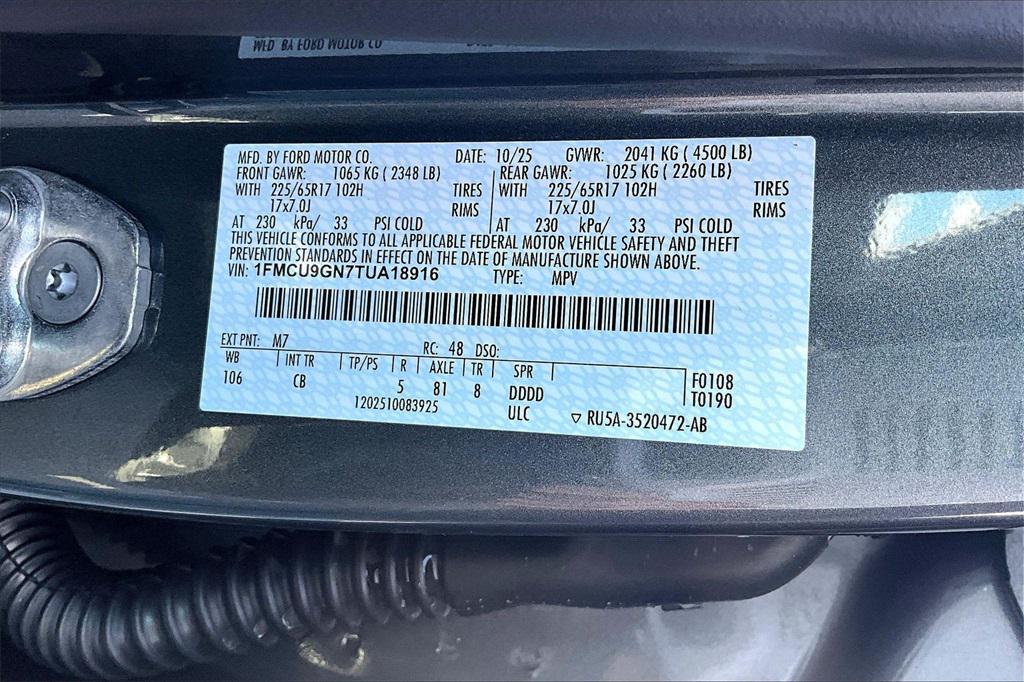 MFD. BY FORD MOTOR CO. DATE: 10/25 GVWR: 2041 KG ( 4500 LB)
FRONT GAWR: 1065 KG ( 2348 LB) REAR GAWR: 1025 KG ( 2260 LB)
WITH 225/65R17 102H TIRES WITH 225/65R17 102H TIRES
17x7.0J RIMS 17x7.0J RIMS
AT 230 kPa/ 33 PSI COLD AT 230 kPa/ 33 PSI COLD
THIS VEHICLE CONFORMS TO ALL APPLICABLE FEDERAL MOTOR VEHICLE SAFETY AND THEFT
PREVENTION STANDARDS IN EFFECT ON THE DATE OF MANUFACTURE SHOWN ABOVE.
VIN: 1FMCU9GN7TUA18916 TYPE: MPV
EXT PNT: M7 RC: 48 DSO:
WB INT TR TP/PS R AXLE TR SPR
106 CB 5 81 8 DDDD F0108
1202510083925 ULC T0190
▽ RU5A-3520472-AB